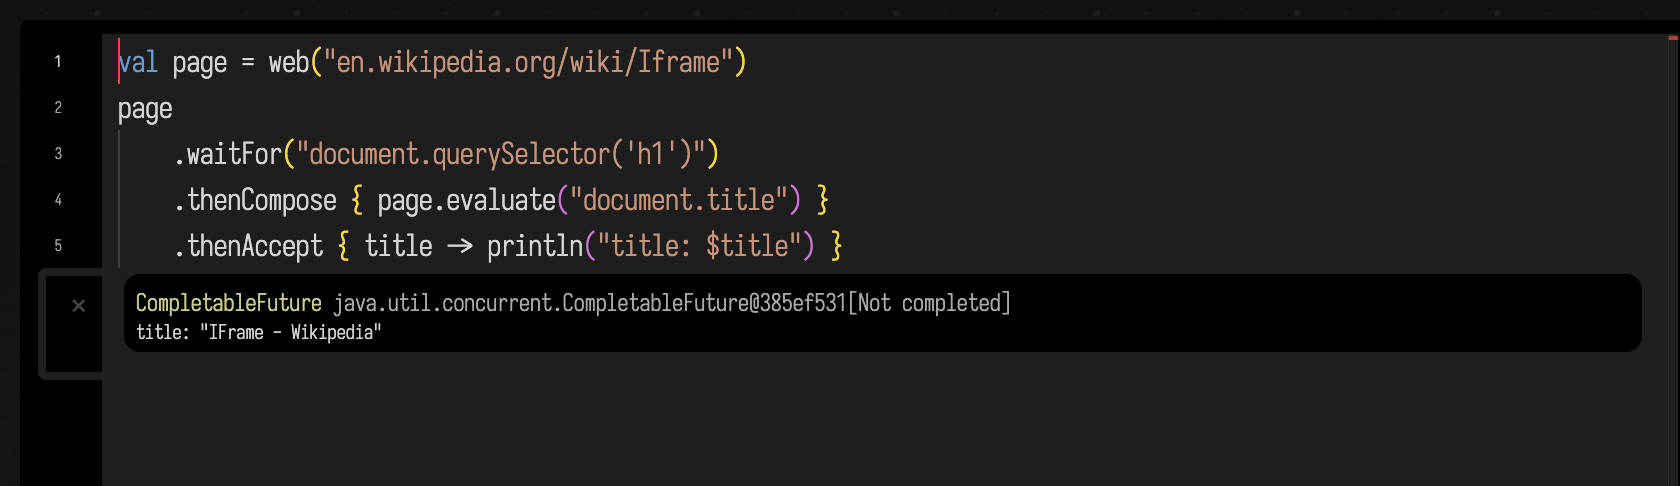 1 val page = web("en.wikipedia.org/wiki/Iframe")
2 page
3 .waitFor("document.querySelector('h1')")
4 .thenCompose { page.evaluate("document.title") }
5 .thenAccept { title -> println("title: $title") }
× CompletableFuture java.util.concurrent.CompletableFuture@385ef531[Not completed]
title: "IFrame - Wikipedia"